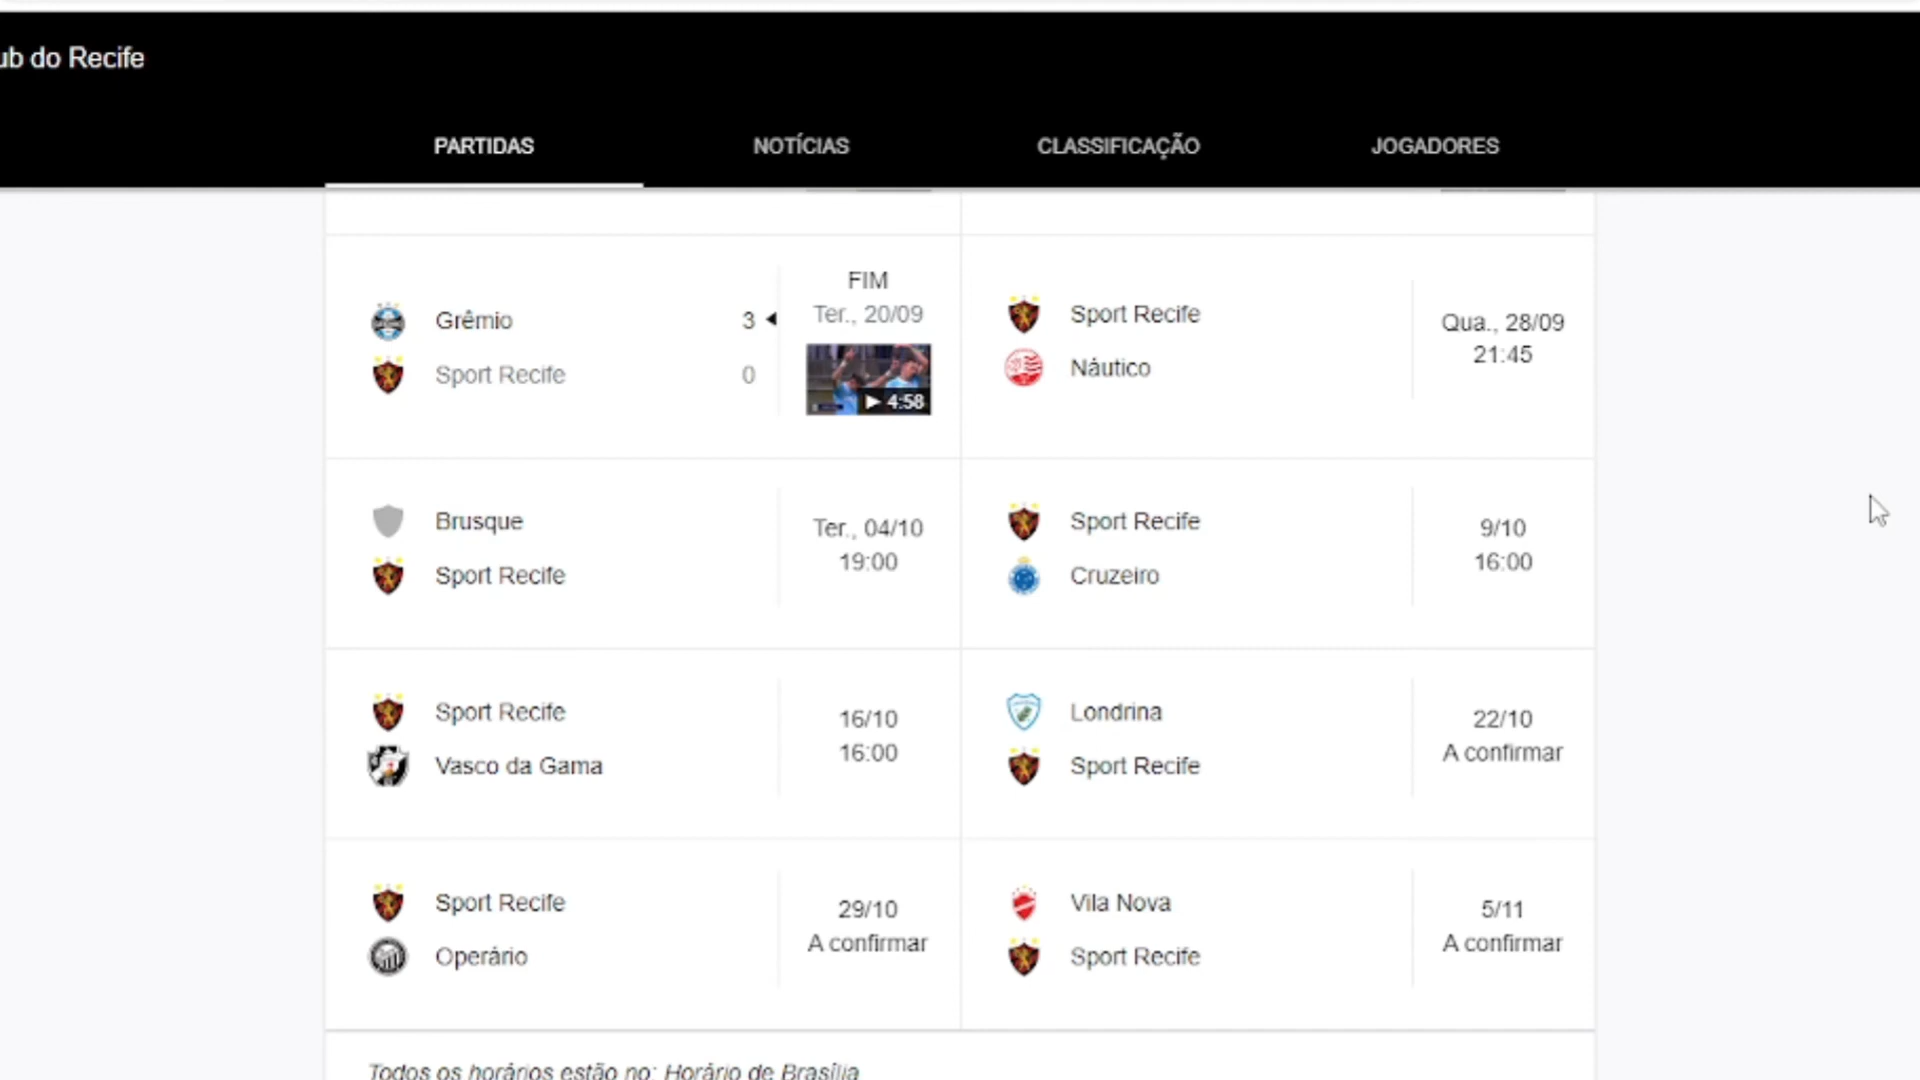 ub do Recife
PARTIDAS NOTÍCIAS CLASSIFICAÇÃO JOGADORES
FIM
Grêmio 3
Ter., 20/09
Sport Recife 0
4:58
Sport Recife
Náutico
Qua., 28/09
21:45
Brusque
Sport Recife
Ter., 04/10
19:00
Sport Recife
Cruzeiro
9/10
16:00
Sport Recife
Vasco da Gama
16/10
16:00
Londrina
Sport Recife
22/10
A confirmar
Sport Recife
Operário
29/10
A confirmar
Vila Nova
Sport Recife
5/11
A confirmar
Todos os horários estão no: Horário de Brasília